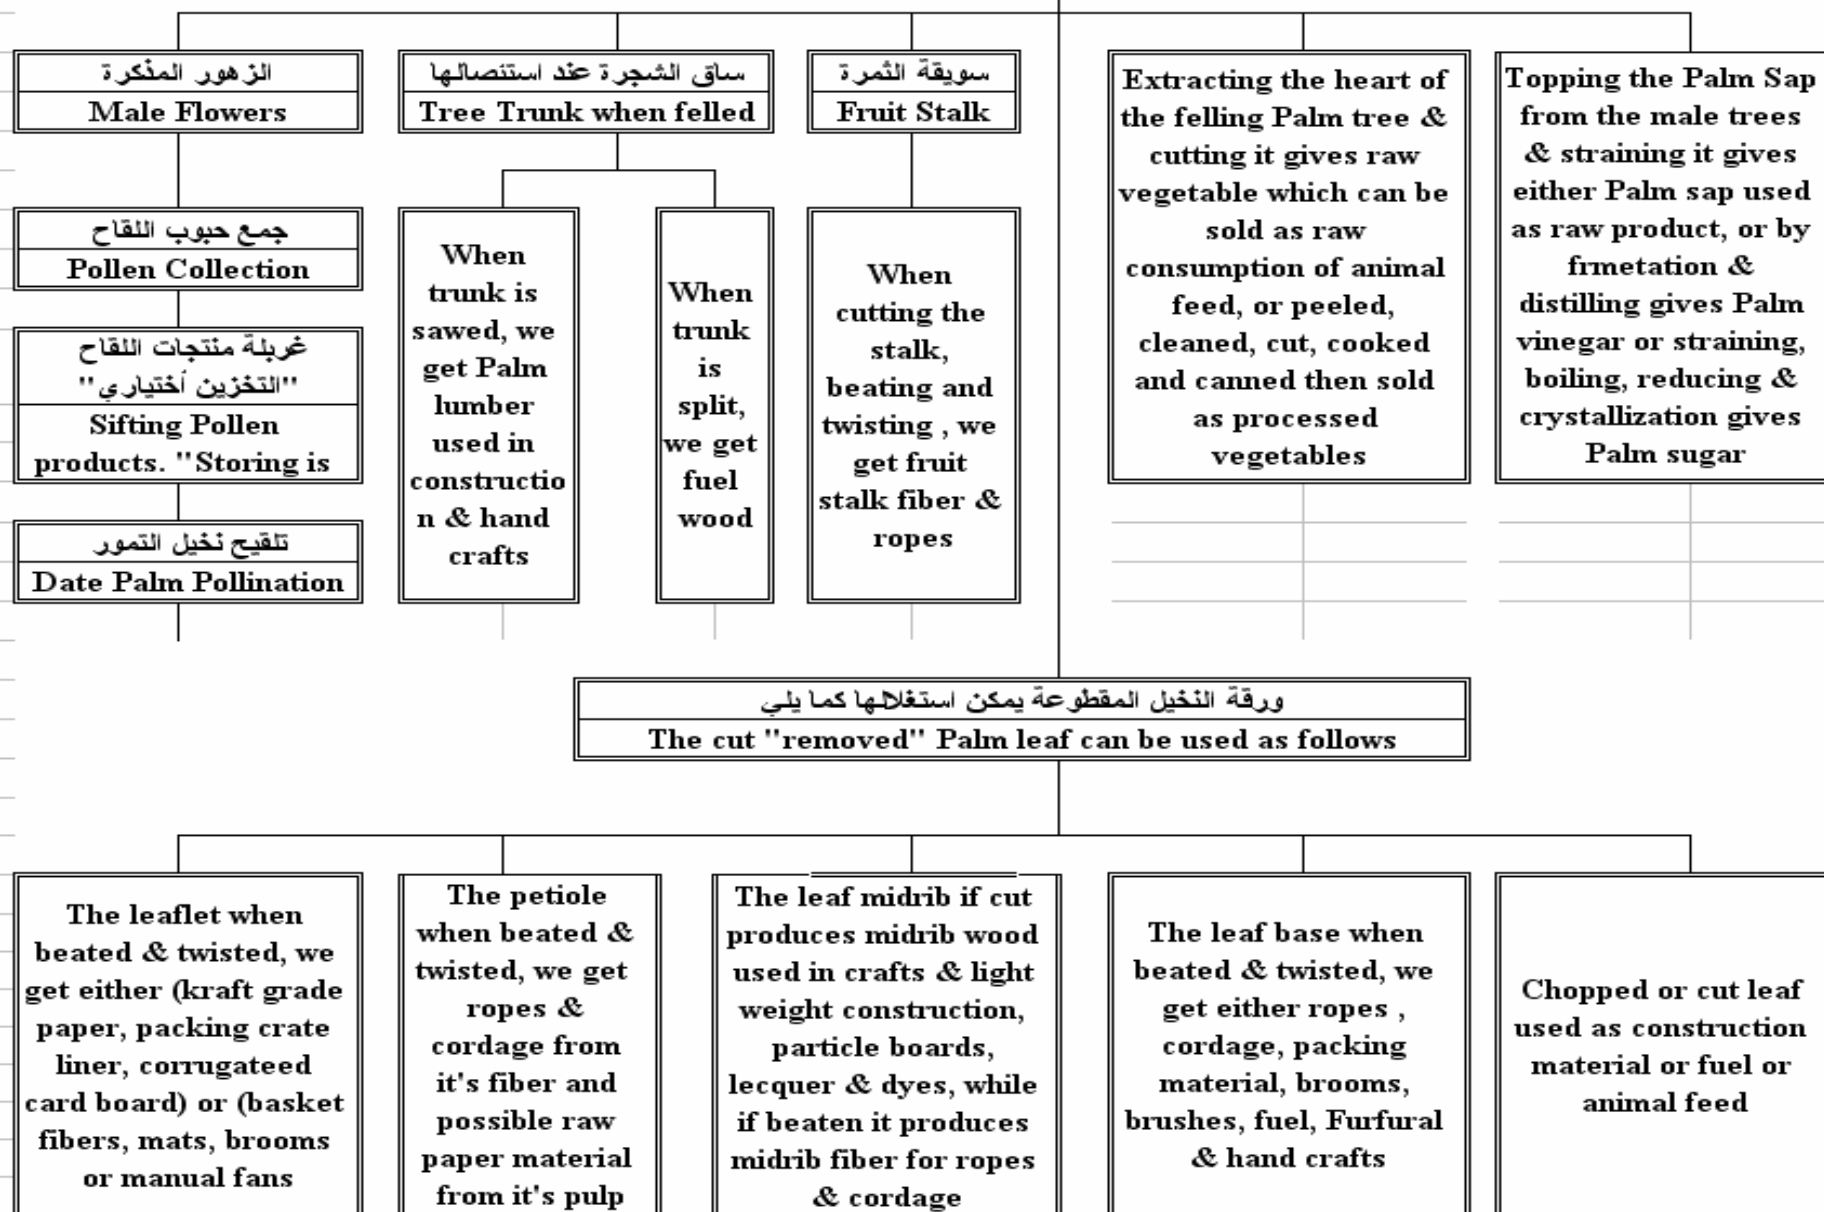 الزهور المذكرة
Male Flowers
ساق الشجرة عند استئصالها
Tree Trunk when felled
سويقة الثمرة
Fruit Stalk
Extracting the heart of
the felling Palm tree &
cutting it gives raw
vegetable which can be
sold as raw
consumption of animal
feed, or peeled,
cleaned, cut, cooked
and canned then sold
as processed
vegetables
Topping the Palm Sap
from the male trees
& straining it gives
either Palm sap used
as raw product, or by
frmetation &
distilling gives Palm
vinegar or straining,
boiling, reducing &
crystallization gives
Palm sugar
جمع حبوب اللقاح
Pollen Collection
غربلة منتجات اللقاح
"التخزين أختياري"
Sifting Pollen
products. "Storing is
تلقيح نخيل التمور
Date Palm Pollination
When
trunk is
sawed, we
get Palm
lumber
used in
constructio
n & hand
crafts
When
trunk
is
split,
we get
fuel
wood
When
cutting the
stalk,
beating and
twisting , we
get fruit
stalk fiber &
ropes
ورقة النخيل المقطوعة يمكن استغلالها كما يلي
The cut "removed" Palm leaf can be used as follows
The leaflet when
beated & twisted, we
get either (kraft grade
paper, packing crate
liner, corrugateed
card board) or (basket
fibers, mats, brooms
or manual fans
The petiole
when beated &
twisted, we get
ropes &
cordage from
it's fiber and
possible raw
paper material
from it's pulp
The leaf midrib if cut
produces midrib wood
used in crafts & light
weight construction,
particle boards,
lecquer & dyes, while
if beaten it produces
midrib fiber for ropes
& cordage
The leaf base when
beated & twisted, we
get either ropes ,
cordage, packing
material, brooms,
brushes, fuel, Furfural
& hand crafts
Chopped or cut leaf
used as construction
material or fuel or
animal feed